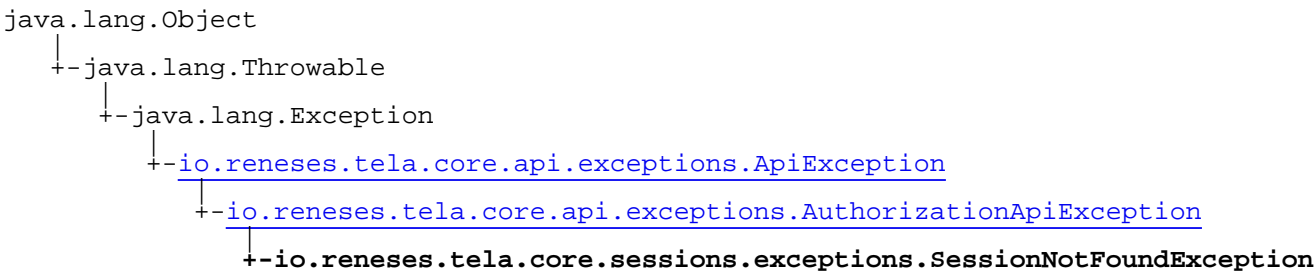 java.lang.Object
|
+-java.lang.Throwable
|
+-java.lang.Exception
|
+-io.reneses.tela.core.api.exceptions.ApiException
|
+-io.reneses.tela.core.api.exceptions.AuthorizationApiException
|
+-io.reneses.tela.core.sessions.exceptions.SessionNotFoundException